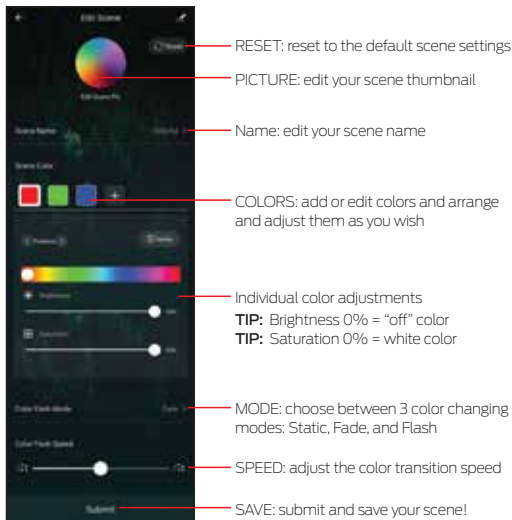 Edit Scene
RESET: reset to the default scene settings
PICTURE: edit your scene thumbnail
Edit Scene Pic
Scene Name
Name: edit your scene name
Scene Color
COLORS: add or edit colors and arrange
and adjust them as you wish
Individual color adjustments
TIP: Brightness 0% = “off” color
TIP: Saturation 0% = white color
Color Flash Mode
MODE: choose between 3 color changing
modes: Static, Fade, and Flash
Color Flash Speed
SPEED: adjust the color transition speed
Submit
SAVE: submit and save your scene!